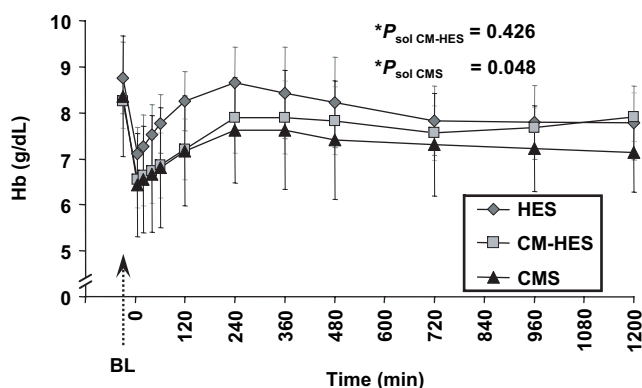 *P sol CM-HES = 0.426
*P sol CMS = 0.048
Hb (g/dL)
10
9
8
7
6
5
0
HES
CM-HES
CMS
0 120 240 360 480 720 840 960 1080 1200
BL
Time (min)